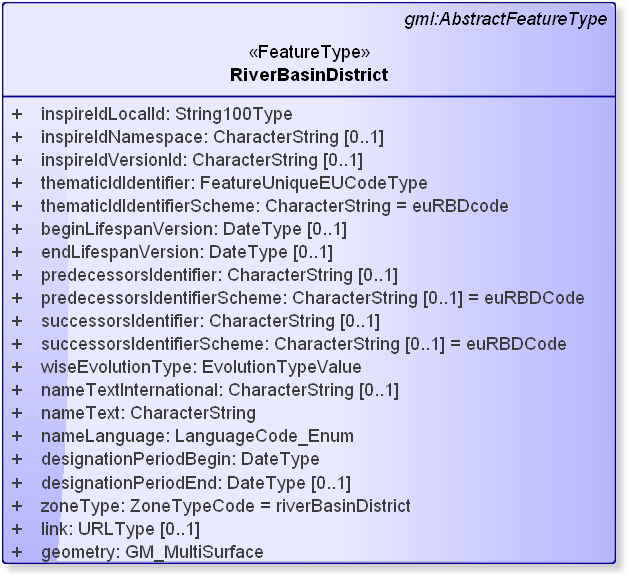 gml:AbstractFeatureType
«FeatureType»
RiverBasinDistrict
+ inspireIdLocalId: String100Type
+ inspireIdNamespace: CharacterString [0..1]
+ inspireIdVersionId: CharacterString [0..1]
+ thematicIdIdentifier: FeatureUniqueEUCodeType
+ thematicIdIdentifierScheme: CharacterString = euRBDcode
+ beginLifespanVersion: DateType [0..1]
+ endLifespanVersion: DateType [0..1]
+ predecessorsIdentifier: CharacterString [0..1]
+ predecessorsIdentifierScheme: CharacterString [0..1] = euRBDCode
+ successorsIdentifier: CharacterString [0..1]
+ successorsIdentifierScheme: CharacterString [0..1] = euRBDCode
+ wiseEvolutionType: EvolutionTypeValue
+ nameTextInternational: CharacterString [0..1]
+ nameText: CharacterString
+ nameLanguage: LanguageCode_Enum
+ designationPeriodBegin: DateType
+ designationPeriodEnd: DateType [0..1]
+ zoneType: ZoneTypeCode = riverBasinDistrict
+ link: URLType [0..1]
+ geometry: GM_MultiSurface